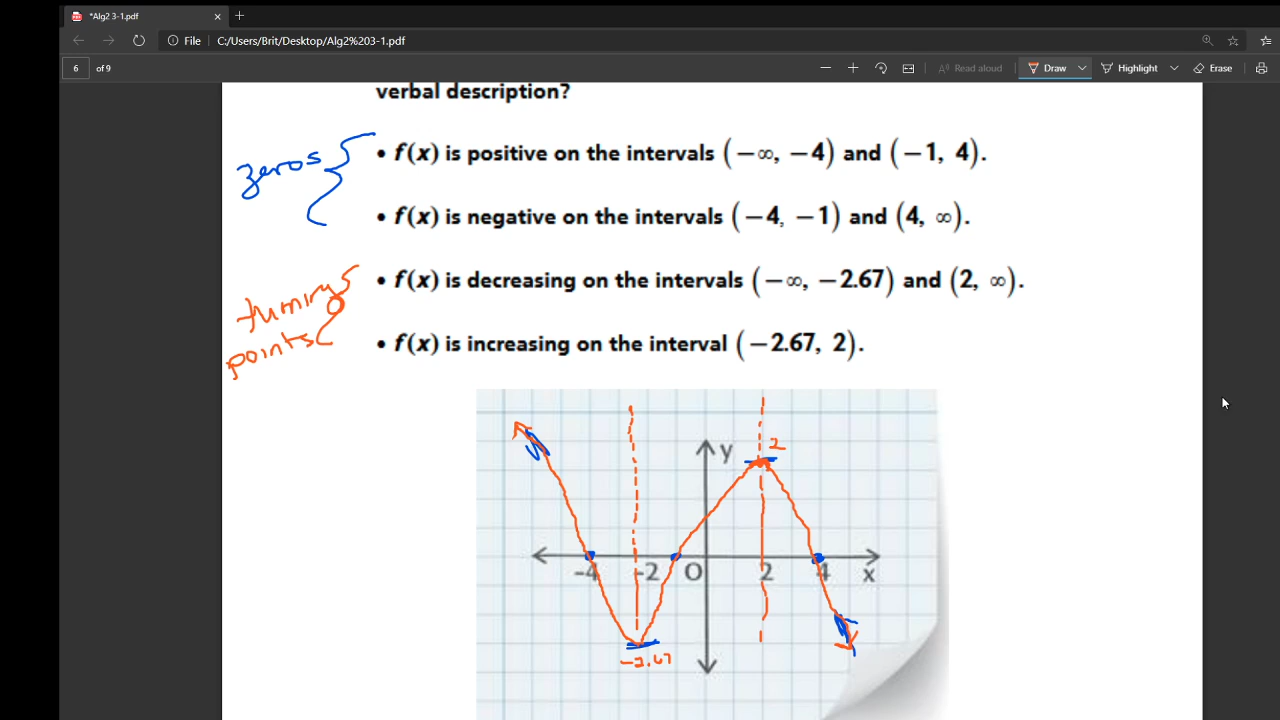 *Alg2 3-1.pdf
File C:/Users/Brit/Desktop/Alg2%203-1.pdf
6 of 9
Read aloud Draw Highlight Erase
verbal description?
zeros
• f(x) is positive on the intervals (−∞, −4) and (−1, 4).
• f(x) is negative on the intervals (−4, −1) and (4, ∞).
turning
points
• f(x) is decreasing on the intervals (−∞, −2.67) and (2, ∞).
• f(x) is increasing on the interval (−2.67, 2).
2
y
-4 -2 O 2 4 x
-2.67